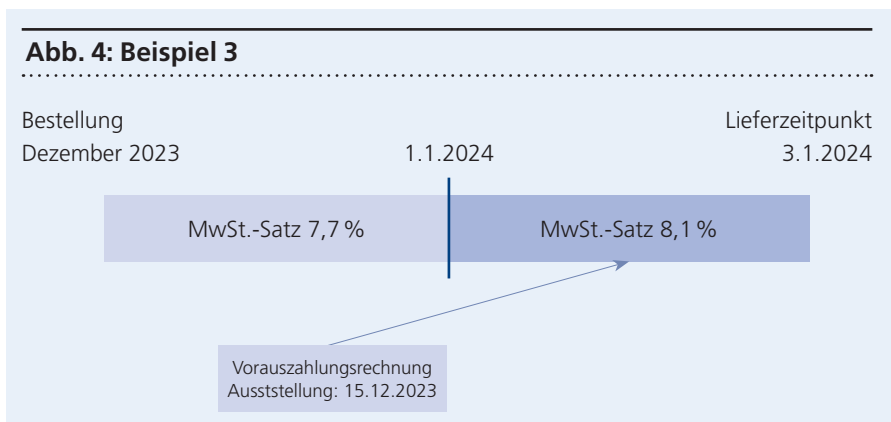 Abb. 4: Beispiel 3
Bestellung
Dezember 2023
1.1.2024
Lieferzeitpunkt
3.1.2024
MwSt.-Satz 7,7 %
MwSt.-Satz 8,1 %
Vorauszahlungsrechnung
Ausststellung: 15.12.2023